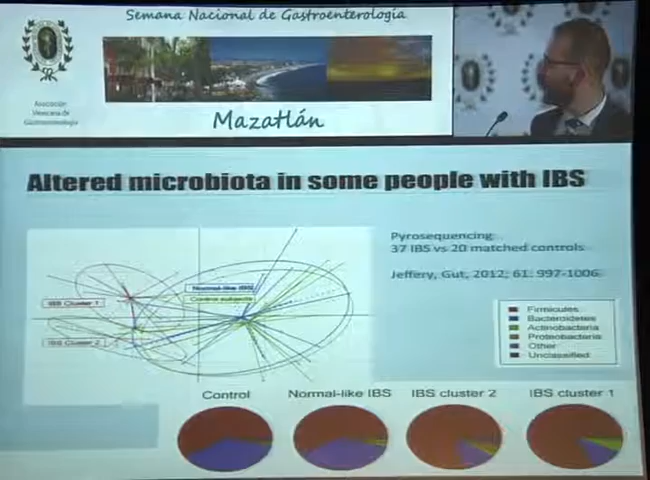 Semana Nacional de Gastroenterología
Asociación
Mexicana de
Gastroenterología
Mazatlán
Altered microbiota in some people with IBS
Pyrosequencing:
37 IBS vs 20 matched controls
Jeffery, Gut, 2012; 61: 997-1006.
Normal-like IBS
Control subjects
IBS Cluster 1
IBS Cluster 2
Firmicutes
Bacteroidetes
Actinobacteria
Proteobacteria
Other
Unclassified
Control
Normal-like IBS
IBS cluster 2
IBS cluster 1